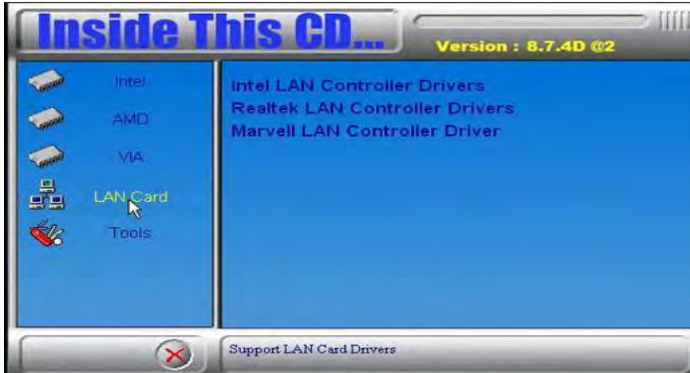 Inside This CD...
Version : 8.7.4D @2
Intel
AMD
VIA
LAN Card
Tools
Intel LAN Controller Drivers
Realtek LAN Controller Drivers
Marvell LAN Controller Driver
Support LAN Card Drivers